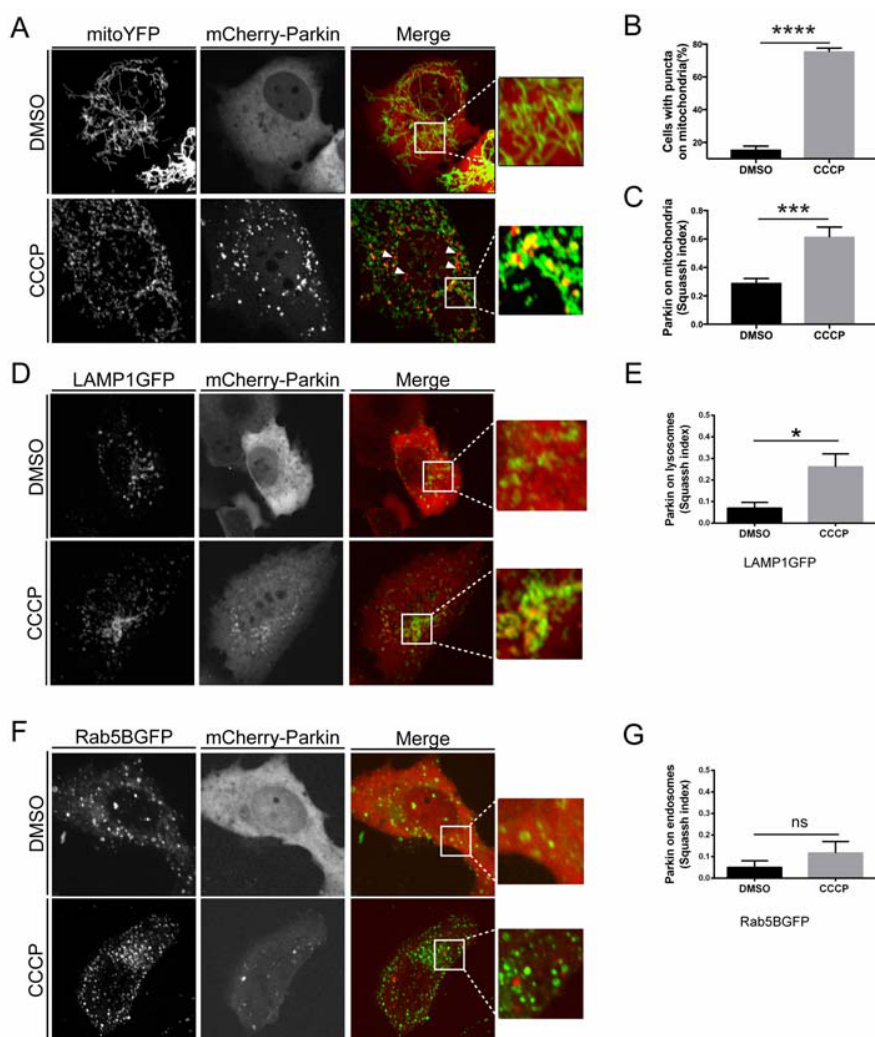 A
mitoYFP mCherry-Parkin Merge
DMSO
CCCP
B
Cells with puncta
on mitochondria(%)
80
60
40
20
****
DMSO CCCP
C
Parkin on mitochondria
(Squassh index)
0.8
0.6
0.4
0.2
0.0
***
DMSO CCCP
D
LAMP1GFP mCherry-Parkin Merge
DMSO
CCCP
E
Parkin on lysosomes
(Squassh index)
0.5
0.4
0.3
0.2
0.1
0.0
*
DMSO CCCP
LAMP1GFP
F
Rab5BGFP mCherry-Parkin Merge
DMSO
CCCP
G
Parkin on endosomes
(Squassh index)
0.5
0.4
0.3
0.2
0.1
0.0
ns
DMSO CCCP
Rab5BGFP